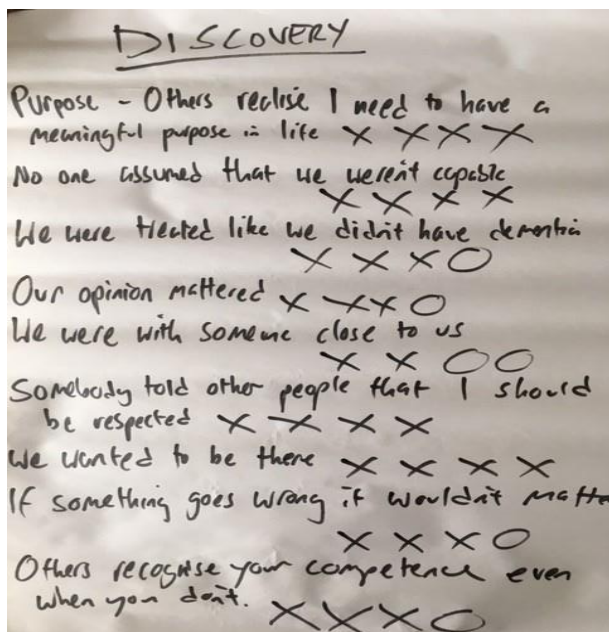 DISCOVERY
Purpose - Others realise I need to have a
meaningful purpose in life X X X X
No one assumed that we weren't capable
X X X X
We were treated like we didn't have dementia
X X X O
Our opinion mattered X X X O
We were with someone close to us
X X O O
Somebody told other people that I should
be respected X X X X
We wanted to be there X X X X
If something goes wrong it wouldn't matte
X X X O
Others recognise your competence even
when you don't. X X X O